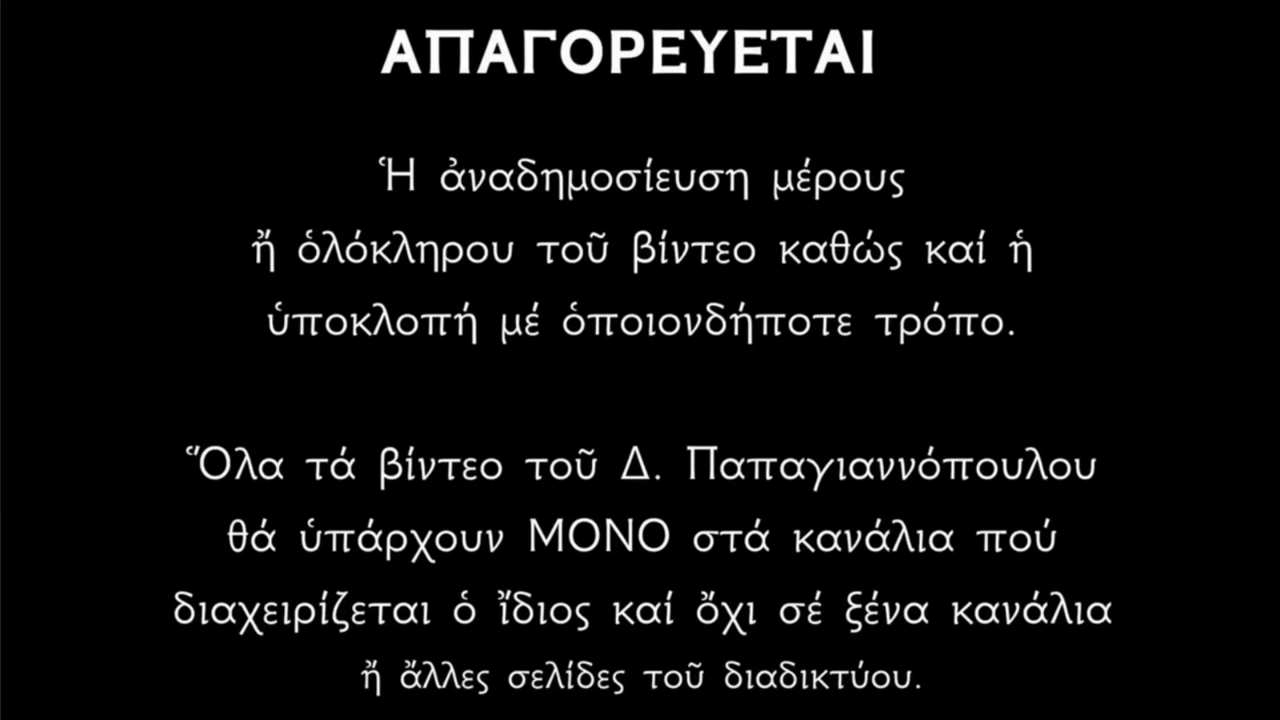 ΑΠΑΓΟΡΕΥΕΤΑΙ
Ἡ ἀναδημοσίευση μέρους
ἤ ὁλόκληρου τοῦ βίντεο καθώς καί ἡ
ὑποκλοπή μέ ὁποιονδήποτε τρόπο.
Ὅλα τά βίντεο τοῦ Δ. Παπαγιαννόπουλου
θά ὑπάρχουν ΜΟΝΟ στά κανάλια πού
διαχειρίζεται ὁ ἴδιος καί ὄχι σέ ξένα κανάλια
ἤ ἄλλες σελίδες τοῦ διαδικτύου.